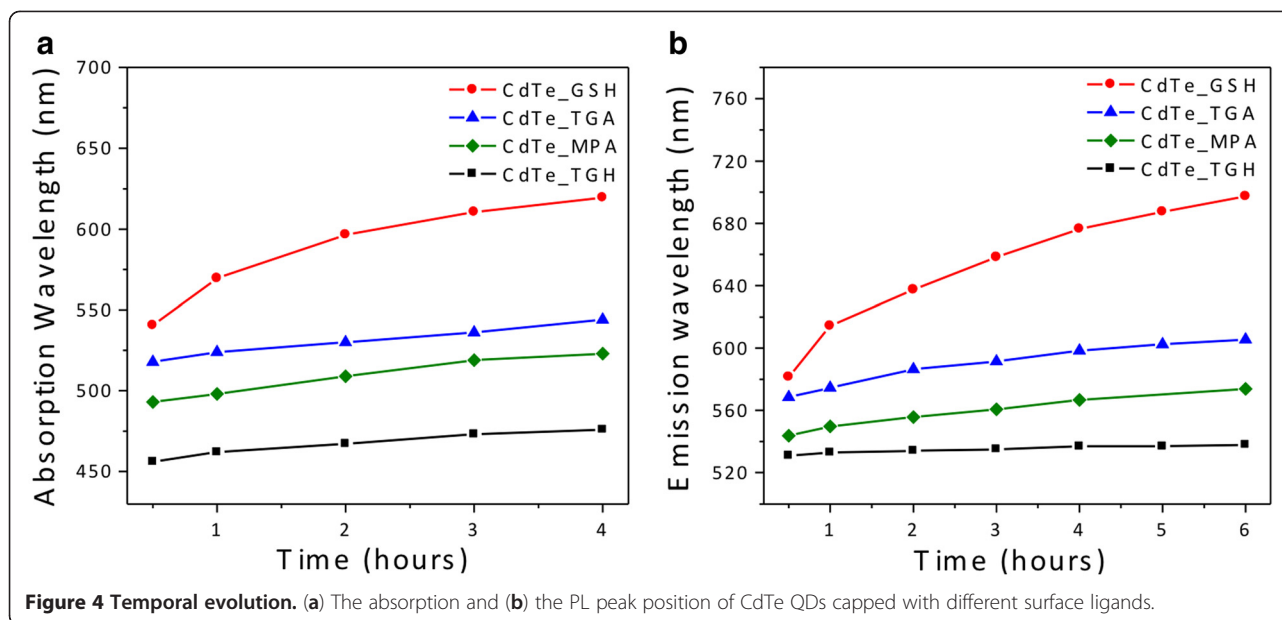 a
700
650
600
550
500
450
Absorption Wavelength (nm)
CdTe_GSH
CdTe_TGA
CdTe_MPA
CdTe_TGH
1 2 3 4
Time (hours)
b
760
720
680
640
600
560
520
Emission wavelength (nm)
CdTe_GSH
CdTe_TGA
CdTe_MPA
CdTe_TGH
1 2 3 4 5 6
Time (hours)
Figure 4 Temporal evolution. (a) The absorption and (b) the PL peak position of CdTe QDs capped with different surface ligands.